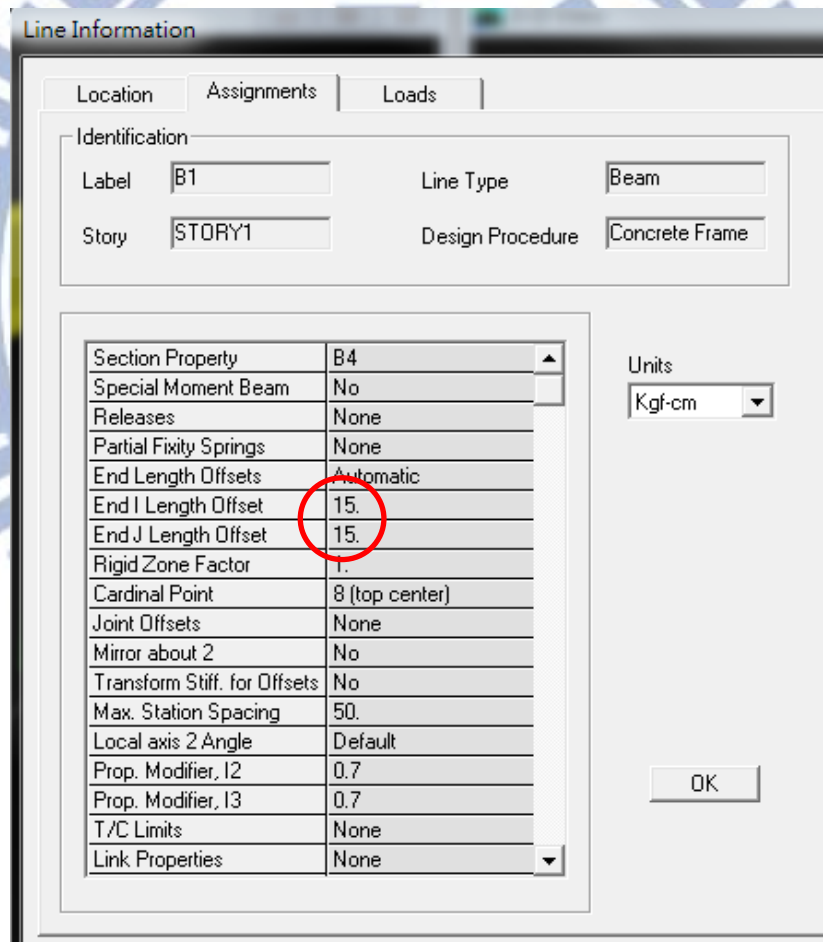 Line Information
Location Assignments Loads
Identification
Label B1 Line Type Beam
Story STORY1 Design Procedure Concrete Frame
Section Property B4
Special Moment Beam No
Releases None
Partial Fixity Springs None
End Length Offsets Automatic
End I Length Offset 15.
End J Length Offset 15.
Rigid Zone Factor 1.
Cardinal Point 8 (top center)
Joint Offsets None
Mirror about 2 No
Transform Stiff. for Offsets No
Max. Station Spacing 50.
Local axis 2 Angle Default
Prop. Modifier, I2 0.7
Prop. Modifier, I3 0.7
T/C Limits None
Link Properties None
Units
Kgf-cm
OK